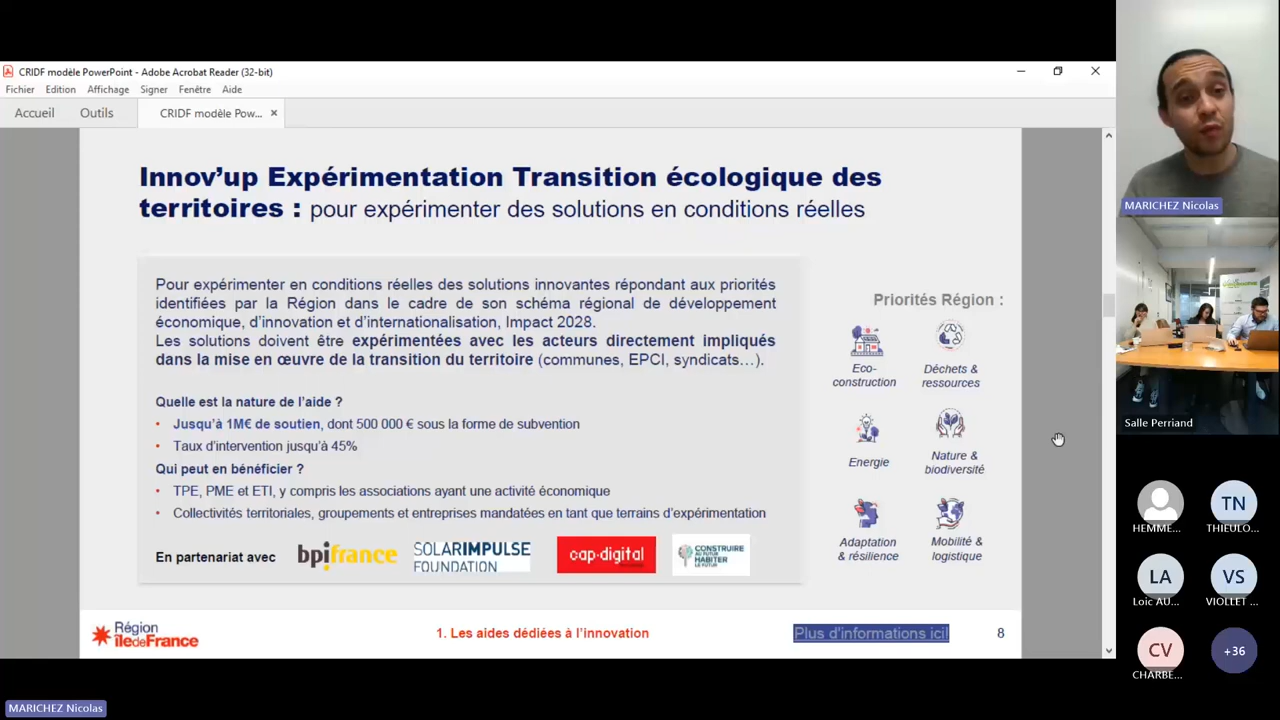 CRIDF modèle PowerPoint - Adobe Acrobat Reader (32-bit)
Fichier Edition Affichage Signer Fenêtre Aide
Accueil Outils CRIDF modèle Pow... ×
Innov'up Expérimentation Transition écologique des
territoires : pour expérimenter des solutions en conditions réelles
Pour expérimenter en conditions réelles des solutions innovantes répondant aux priorités
identifiées par la Région dans le cadre de son schéma régional de développement
économique, d'innovation et d'internationalisation, Impact 2028.
Les solutions doivent être expérimentées avec les acteurs directement impliqués
dans la mise en œuvre de la transition du territoire (communes, EPCI, syndicats…).
Quelle est la nature de l'aide ?
• Jusqu'à 1M€ de soutien, dont 500 000 € sous la forme de subvention
• Taux d'intervention jusqu'à 45%
Qui peut en bénéficier ?
• TPE, PME et ETI, y compris les associations ayant une activité économique
• Collectivités territoriales, groupements et entreprises mandatées en tant que terrains d'expérimentation
En partenariat avec
bpifrance
SOLARIMPULSE
FOUNDATION
cap·digital
CONSTRUIRE
AU FUTUR
HABITER
LE FUTUR
Priorités Région :
Eco-
construction
Déchets &
ressources
Energie
Nature &
biodiversité
Adaptation
& résilience
Mobilité &
logistique
Région
îledeFrance
1. Les aides dédiées à l'innovation
Plus d'informations ici!
8
MARICHEZ Nicolas
Salle Perriand
HEMME...
TN
THIEULO...
LA
Loic AU...
VS
VIOLLET ...
CV
CHARBE...
+36
MARICHEZ Nicolas